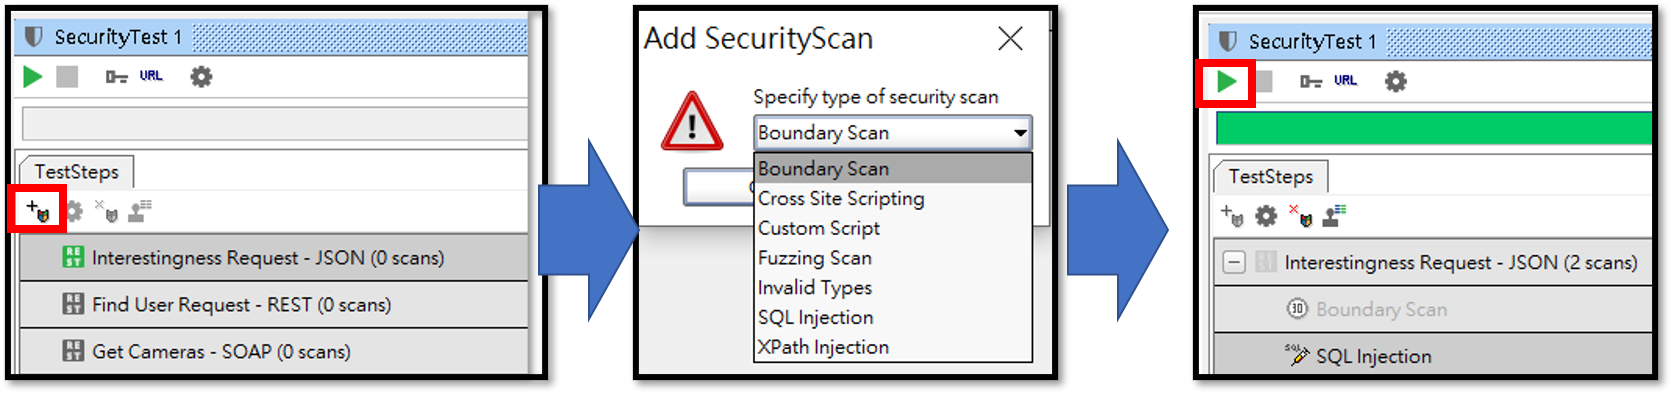 SecurityTest 1
URL
TestSteps
Interestingness Request - JSON (0 scans)
Find User Request - REST (0 scans)
Get Cameras - SOAP (0 scans)
Add SecurityScan
Specify type of security scan
Boundary Scan
Boundary Scan
Cross Site Scripting
Custom Script
Fuzzing Scan
Invalid Types
SQL Injection
XPath Injection
SecurityTest 1
URL
TestSteps
Interestingness Request - JSON (2 scans)
Boundary Scan
SQL Injection